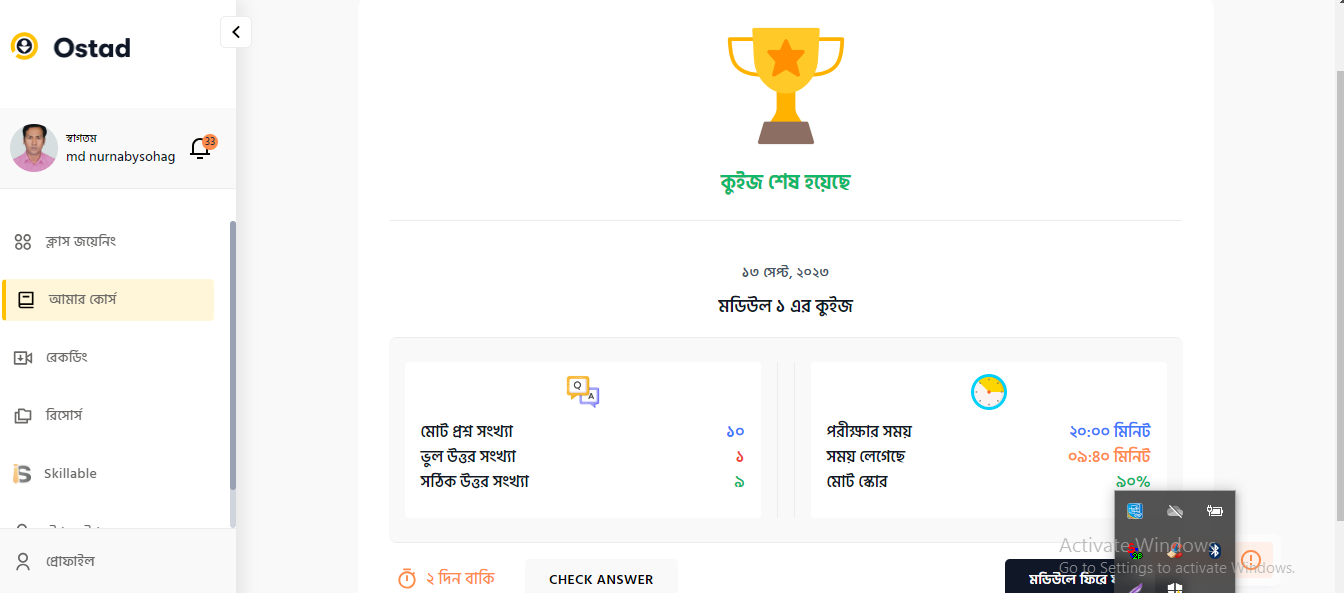 Ostad
স্বাগতম
md nurnabysohag
33
ক্লাস জয়েনিং
আমার কোর্স
রেকর্ডিং
রিসোর্স
Skillable
প্রোফাইল
কুইজ শেষ হয়েছে
১৩ সেপ্ট, ২০২৩
মডিউল ১ এর কুইজ
Q
A
মোট প্রশ্ন সংখ্যা ১০
ভুল উত্তর সংখ্যা ১
সঠিক উত্তর সংখ্যা ৯
পরীক্ষার সময় ২০:০০ মিনিট
সময় লেগেছে ০৯:৪০ মিনিট
মোট স্কোর ৯০%
২ দিন বাকি
CHECK ANSWER
মডিউলে ফিরে
Activate Windows
Go to Settings to activate Windows.